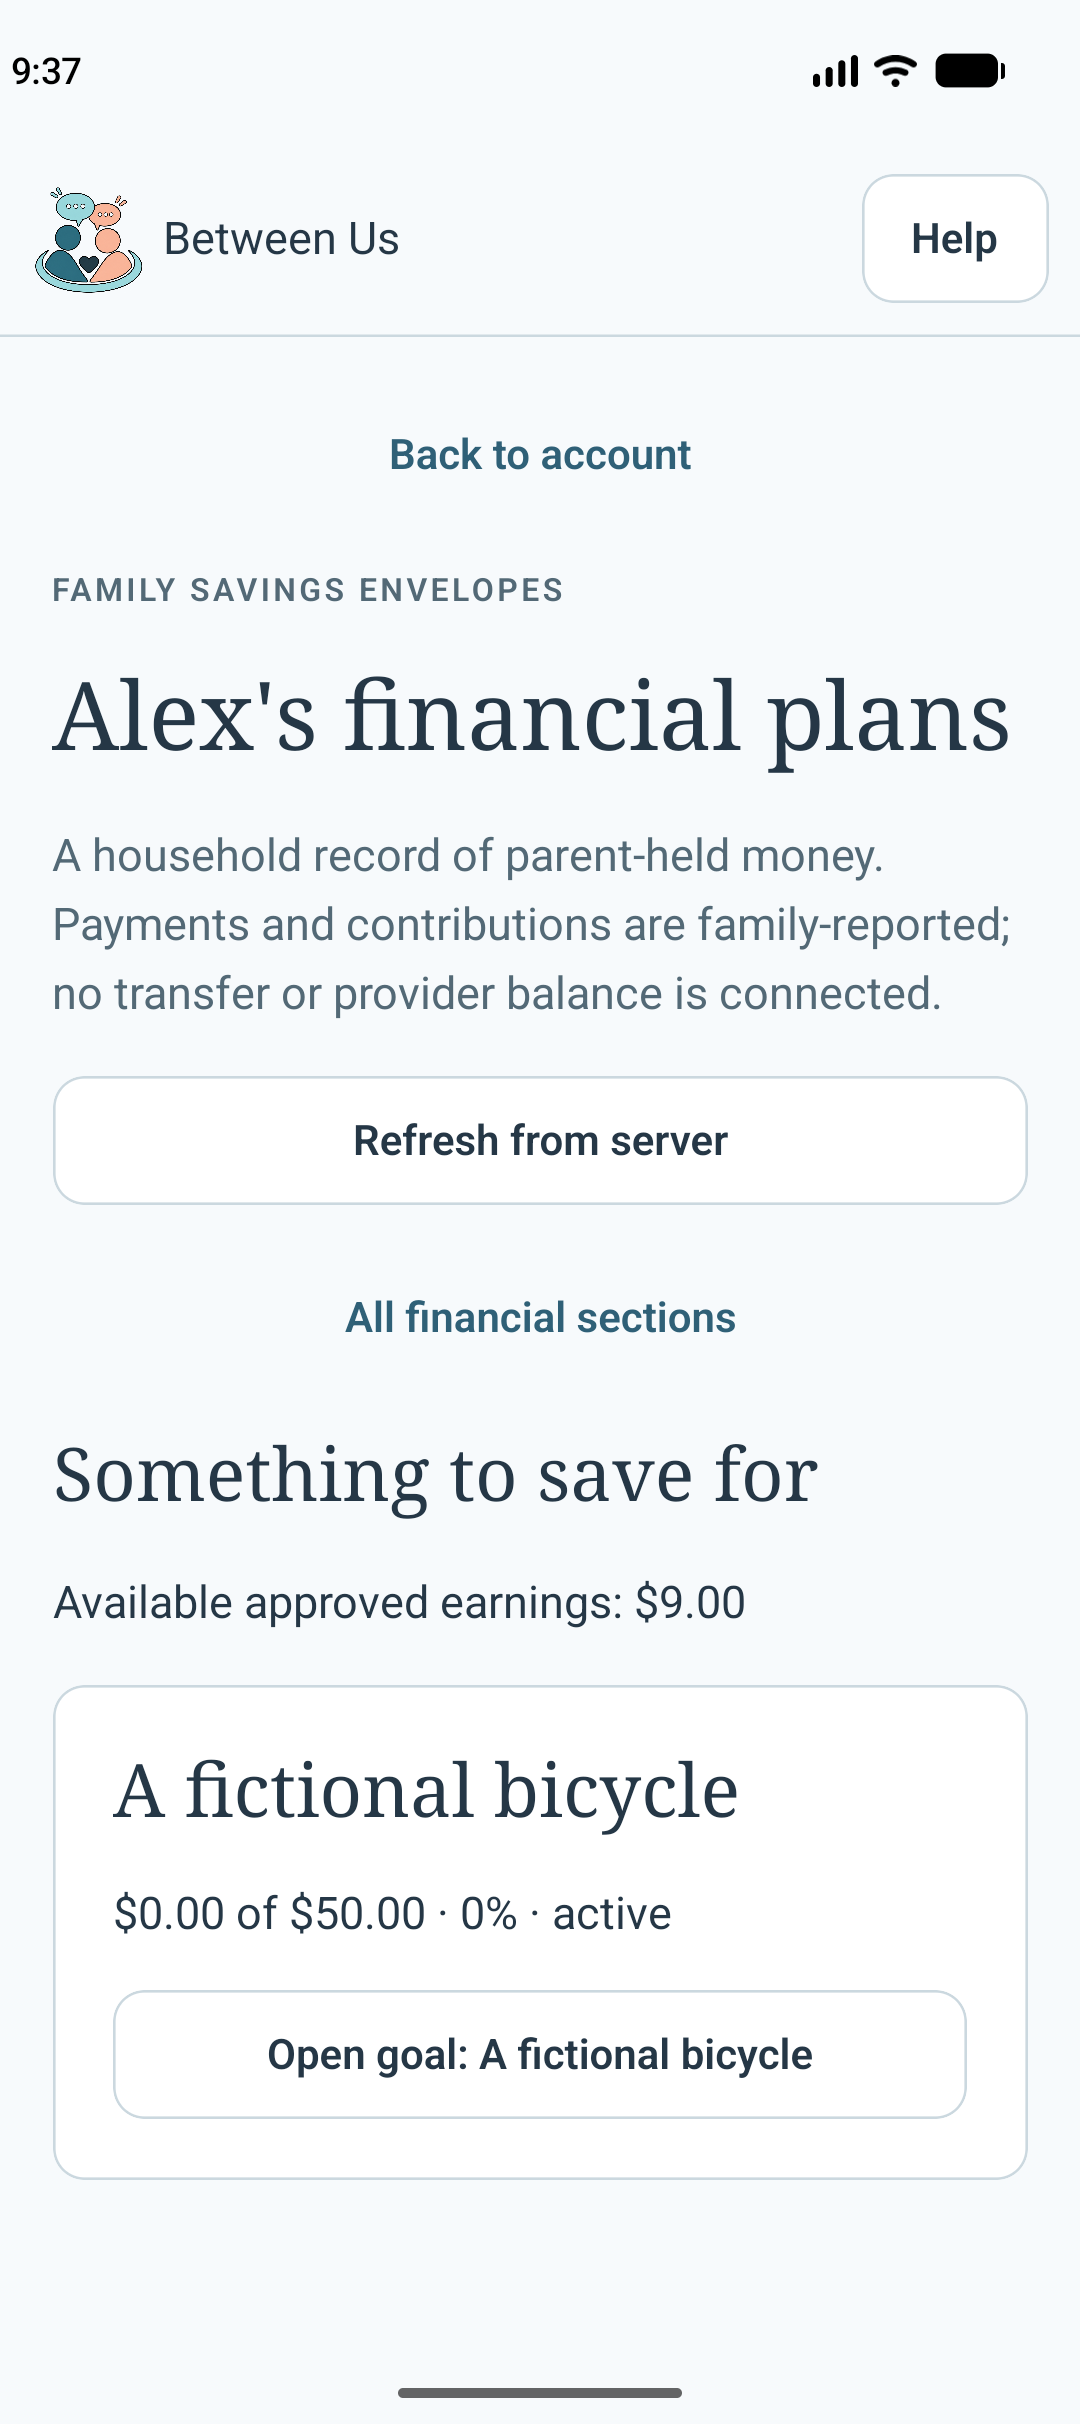 9:37
Between Us
Help
Back to account
FAMILY SAVINGS ENVELOPES
Alex's financial plans
A household record of parent-held money.
Payments and contributions are family-reported;
no transfer or provider balance is connected.
Refresh from server
All financial sections
Something to save for
Available approved earnings: $9.00
A fictional bicycle
$0.00 of $50.00 · 0% · active
Open goal: A fictional bicycle